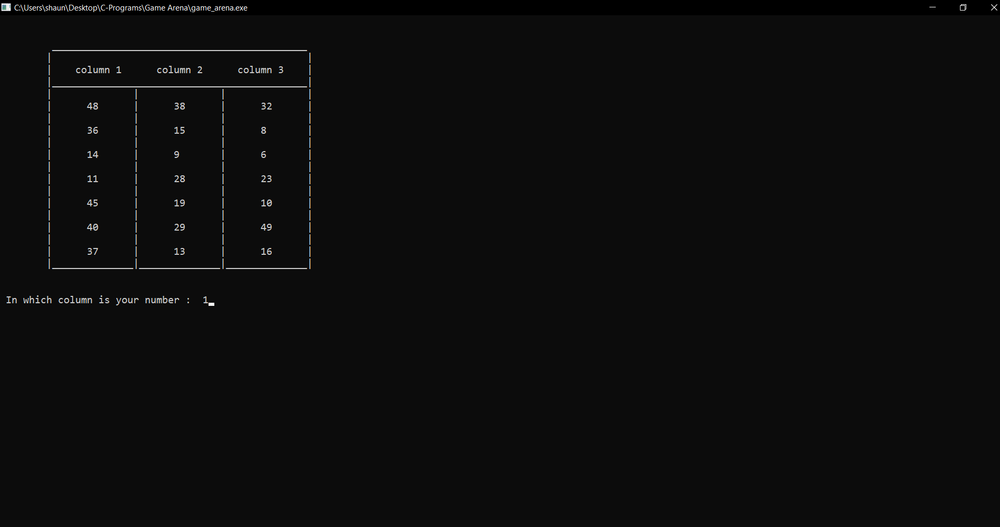 C:\Users\shaun\Desktop\C-Programs\Game Arena\game_arena.exe
column 1 column 2 column 3
48 38 32
36 15 8
14 9 6
11 28 23
45 19 10
40 29 49
37 13 16
In which column is your number : 1